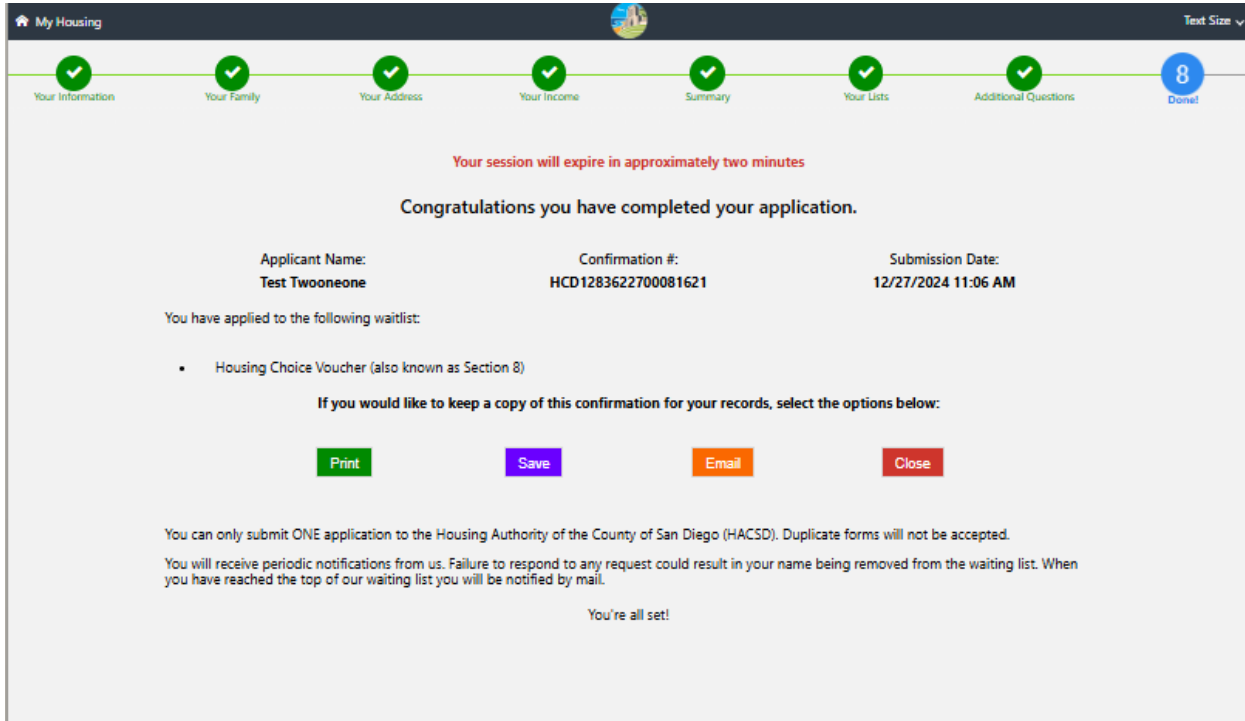 My Housing
Text Size
8
Your Information
Your Family
Your Address
Your Income
Summary
Your Lists
Additional Questions
Done!
Your session will expire in approximately two minutes
Congratulations you have completed your application.
Applicant Name:
Confirmation #:
Submission Date:
Test Twooneone
HCD1283622700081621
12/27/2024 11:06 AM
You have applied to the following waitlist:
• Housing Choice Voucher (also known as Section 8)
If you would like to keep a copy of this confirmation for your records, select the options below:
Print
Save
Email
Close
You can only submit ONE application to the Housing Authority of the County of San Diego (HACSD). Duplicate forms will not be accepted.
You will receive periodic notifications from us. Failure to respond to any request could result in your name being removed from the waiting list. When
you have reached the top of our waiting list you will be notified by mail.
You're all set!